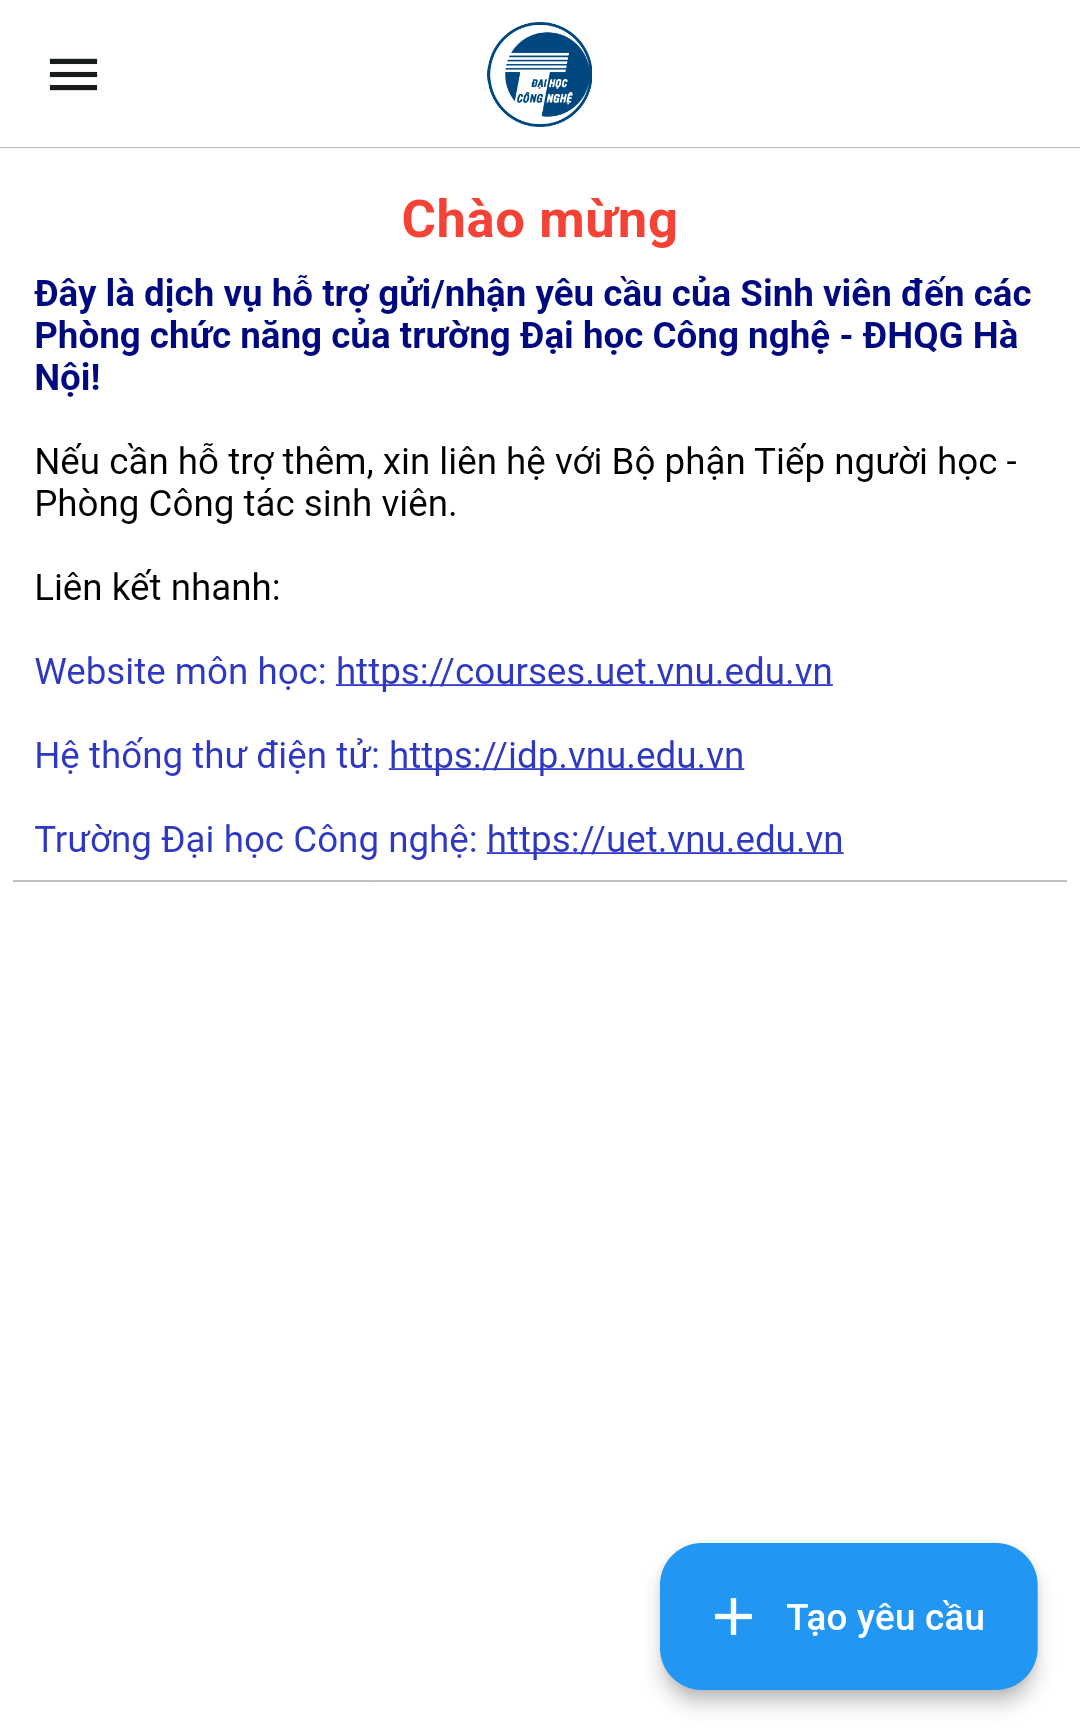 ĐẠI HỌC
CÔNG NGHỆ
Chào mừng
Đây là dịch vụ hỗ trợ gửi/nhận yêu cầu của Sinh viên đến các
Phòng chức năng của trường Đại học Công nghệ - ĐHQG Hà
Nội!
Nếu cần hỗ trợ thêm, xin liên hệ với Bộ phận Tiếp người học -
Phòng Công tác sinh viên.
Liên kết nhanh:
Website môn học: https://courses.uet.vnu.edu.vn
Hệ thống thư điện tử: https://idp.vnu.edu.vn
Trường Đại học Công nghệ: https://uet.vnu.edu.vn
Tạo yêu cầu